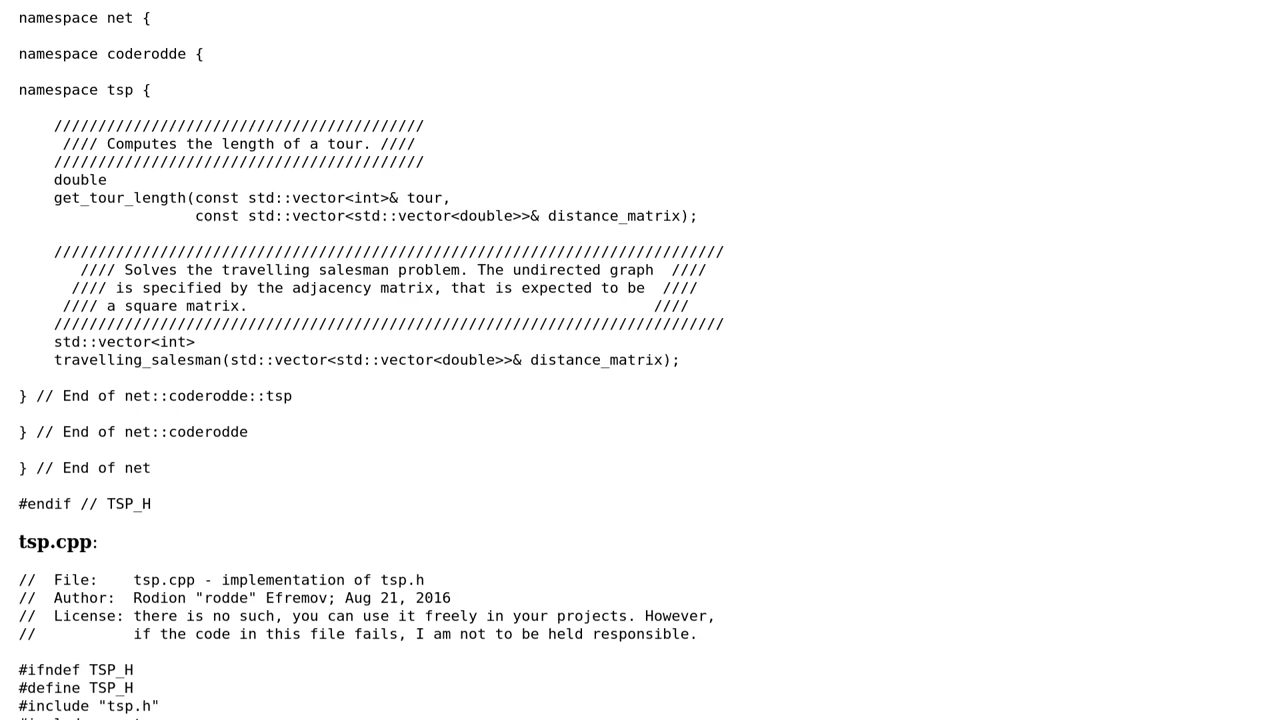 namespace net {
namespace coderodde {
namespace tsp {
    //////////////////////////////////////////
     //// Computes the length of a tour. ////
    //////////////////////////////////////////
    double
    get_tour_length(const std::vector<int>& tour,
                    const std::vector<std::vector<double>>& distance_matrix);
    ////////////////////////////////////////////////////////////////////////////
       //// Solves the travelling salesman problem. The undirected graph  ////
      //// is specified by the adjacency matrix, that is expected to be  ////
     //// a square matrix.                                              ////
    ////////////////////////////////////////////////////////////////////////////
    std::vector<int>
    travelling_salesman(std::vector<std::vector<double>>& distance_matrix);
} // End of net::coderodde::tsp
} // End of net::coderodde
} // End of net
#endif // TSP_H
tsp.cpp:
//  File:    tsp.cpp - implementation of tsp.h
//  Author:  Rodion "rodde" Efremov; Aug 21, 2016
//  License: there is no such, you can use it freely in your projects. However,
//           if the code in this file fails, I am not to be held responsible.
#ifndef TSP_H
#define TSP_H
#include "tsp.h"